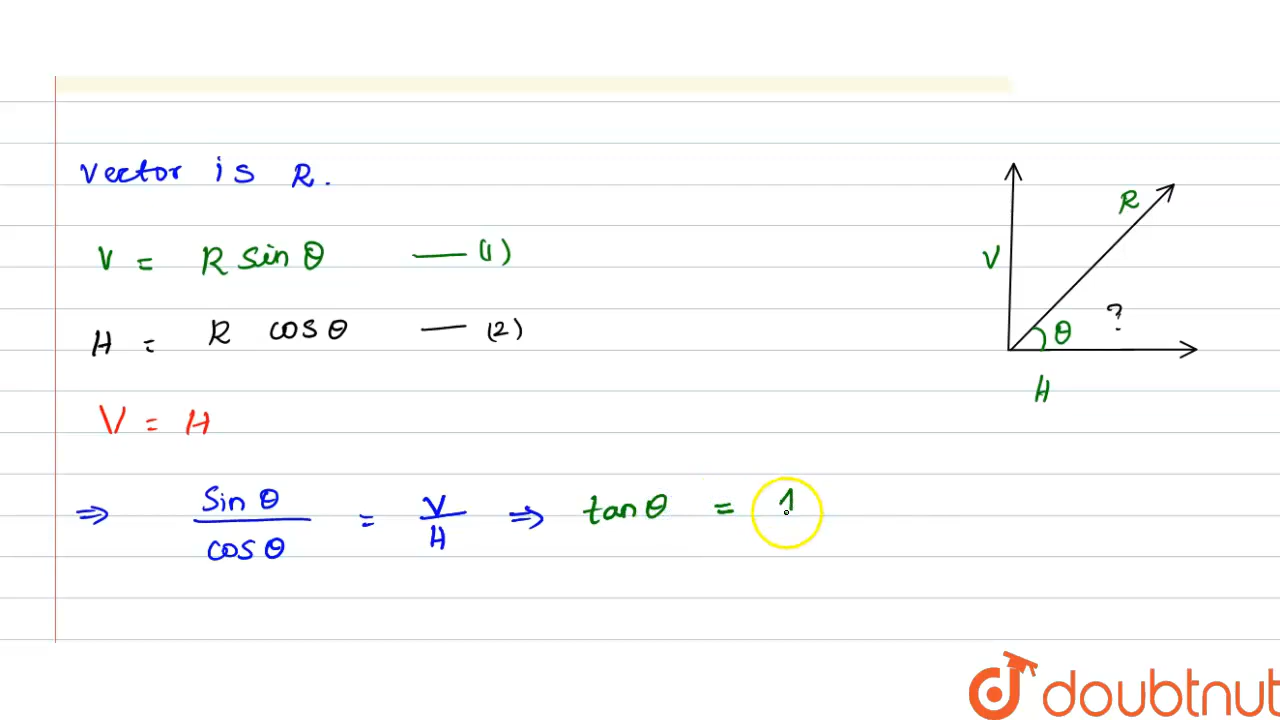 vector is R.
V = R sin θ — (1)
H = R cos θ — (2)
V = H
⇒ sin θ / cos θ = V / H ⇒ tan θ = 1
R
V
θ
?
H
doubtnut